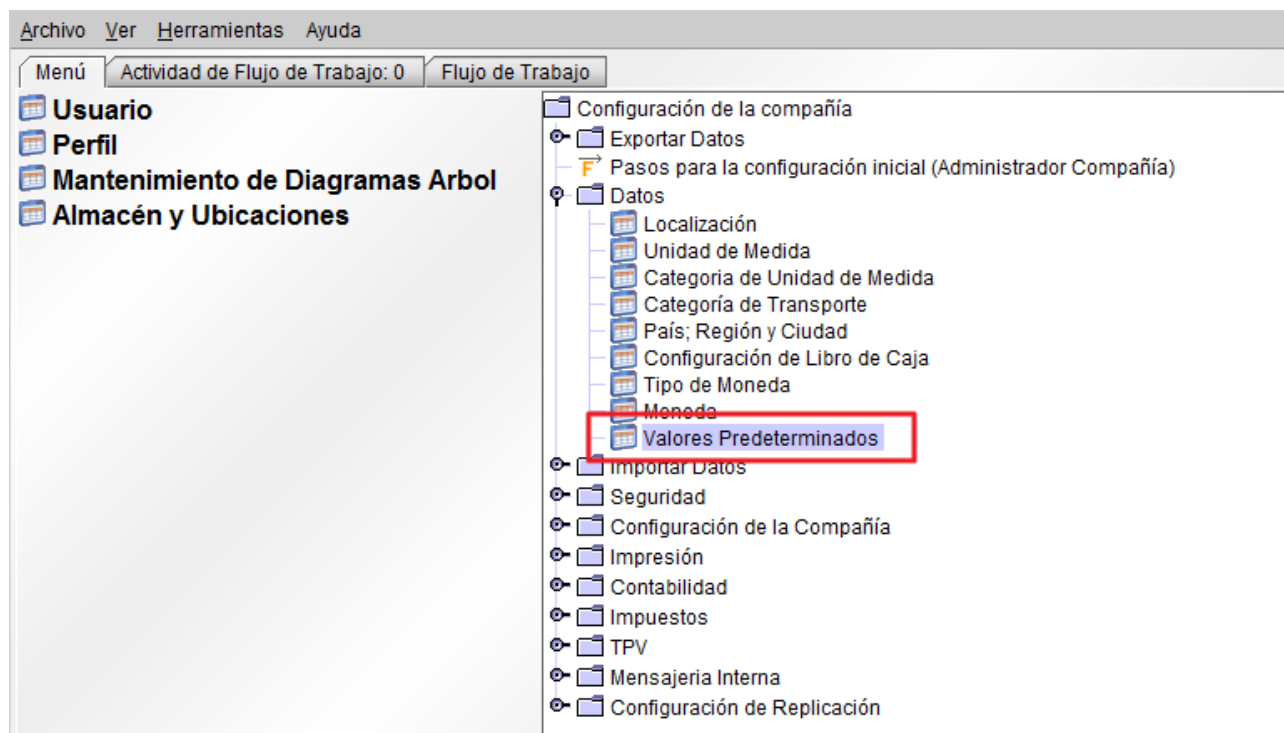 Archivo Ver Herramientas Ayuda
Menú Actividad de Flujo de Trabajo: 0 Flujo de Trabajo
Usuario
Perfil
Mantenimiento de Diagramas Arbol
Almacén y Ubicaciones
Configuración de la compañía
Exportar Datos
F Pasos para la configuración inicial (Administrador Compañía)
Datos
Localización
Unidad de Medida
Categoria de Unidad de Medida
Categoría de Transporte
País; Región y Ciudad
Configuración de Libro de Caja
Tipo de Moneda
Moneda
Valores Predeterminados
Importar Datos
Seguridad
Configuración de la Compañía
Impresión
Contabilidad
Impuestos
TPV
Mensajeria Interna
Configuración de Replicación